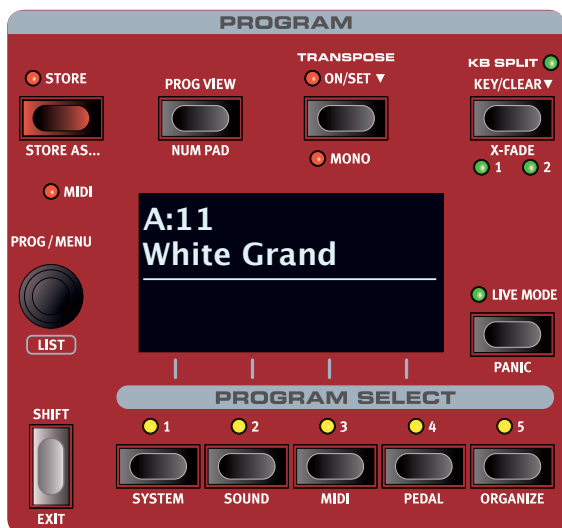 PROGRAM
STORE
STORE AS...
PROG VIEW
NUM PAD
TRANSPOSE
ON/SET ▼
MONO
KB SPLIT
KEY/CLEAR ▼
X-FADE
1 2
MIDI
A:11
White Grand
PROG / MENU
LIST
LIVE MODE
PANIC
PROGRAM SELECT
SHIFT
EXIT
1 2 3 4 5
SYSTEM SOUND MIDI PEDAL ORGANIZE